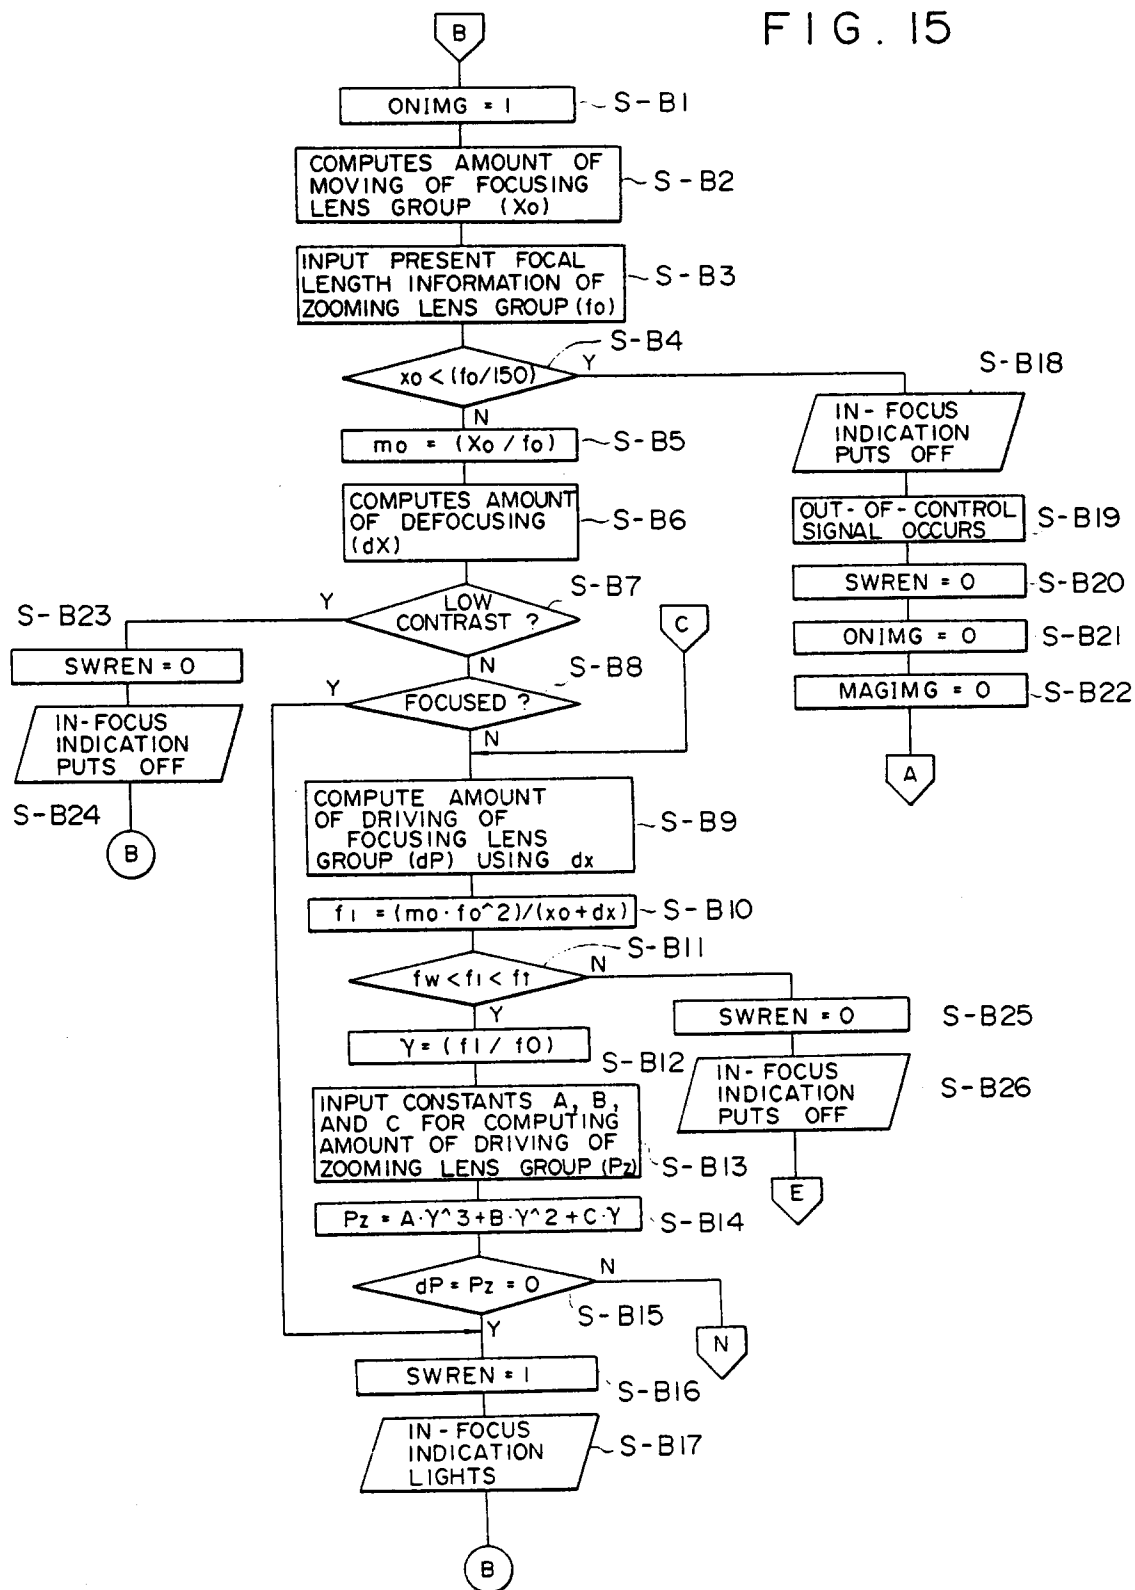 FIG. 15
B
ONIMG = 1
S-B1
COMPUTES AMOUNT OF
MOVING OF FOCUSING
LENS GROUP (Xo)
S-B2
INPUT PRESENT FOCAL
LENGTH INFORMATION OF
ZOOMING LENS GROUP (fo)
S-B3
S-B4
xo < (fo/150)
Y
N
S-B18
IN-FOCUS
INDICATION
PUTS OFF
mo = (Xo / fo)
S-B5
COMPUTES AMOUNT
OF DEFOCUSING
(dX)
S-B6
OUT-OF-CONTROL
SIGNAL OCCURS
S-B19
SWREN = 0
S-B20
ONIMG = 0
S-B21
MAGIMG = 0
S-B22
A
S-B7
LOW
CONTRAST ?
Y
N
S-B23
SWREN = 0
IN-FOCUS
INDICATION
PUTS OFF
S-B24
B
S-B8
FOCUSED ?
Y
N
C
COMPUTE AMOUNT
OF DRIVING OF
FOCUSING LENS
GROUP (dP) USING dx
S-B9
f1 = (mo·fo^2)/(xo+dx)
S-B10
S-B11
fw < f1 < fT
N
Y
SWREN = 0
S-B25
IN-FOCUS
INDICATION
PUTS OFF
S-B26
E
γ = (f1 / f0)
S-B12
INPUT CONSTANTS A, B,
AND C FOR COMPUTING
AMOUNT OF DRIVING OF
ZOOMING LENS GROUP (Pz)
S-B13
Pz = A·γ^3+B·γ^2+C·γ
S-B14
dP = Pz = 0
N
S-B15
Y
N
SWREN = 1
S-B16
IN-FOCUS
INDICATION
LIGHTS
S-B17
B